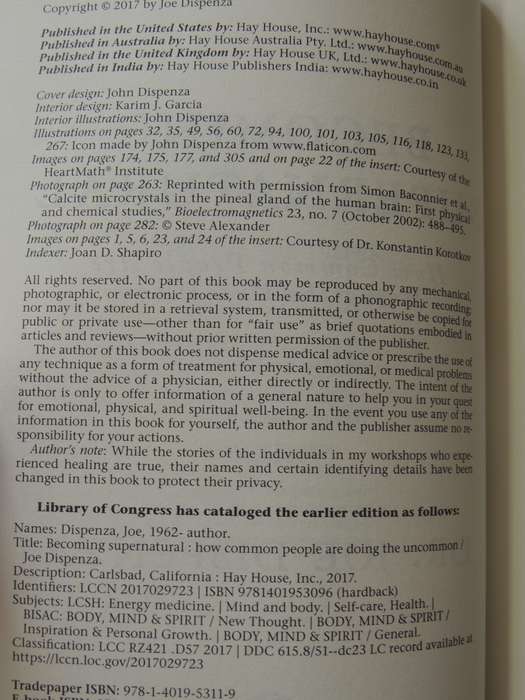 Copyright © 2017 by Joe Dispenza
Published in the United States by: Hay House, Inc.: www.hayhouse.com®
Published in Australia by: Hay House Australia Pty. Ltd.: www.hayhouse.com.au
Published in the United Kingdom by: Hay House UK, Ltd.: www.hayhouse.co.uk
Published in India by: Hay House Publishers India: www.hayhouse.co.in
Cover design: John Dispenza
Interior design: Karim J. Garcia
Interior illustrations: John Dispenza
Illustrations on pages 32, 35, 49, 56, 60, 72, 94, 100, 101, 103, 105, 116, 118, 123, 133,
267: Icon made by John Dispenza from www.flaticon.com
Images on pages 174, 175, 177, and 305 and on page 22 of the insert: Courtesy of the
HeartMath® Institute
Photograph on page 263: Reprinted with permission from Simon Baconnier et al.,
"Calcite microcrystals in the pineal gland of the human brain: First physical
and chemical studies," Bioelectromagnetics 23, no. 7 (October 2002): 488–495.
Photograph on page 282: © Steve Alexander
Images on pages 1, 5, 6, 23, and 24 of the insert: Courtesy of Dr. Konstantin Korotkov
Indexer: Joan D. Shapiro
All rights reserved. No part of this book may be reproduced by any mechanical,
photographic, or electronic process, or in the form of a phonographic recording;
nor may it be stored in a retrieval system, transmitted, or otherwise be copied for
public or private use—other than for "fair use" as brief quotations embodied in
articles and reviews—without prior written permission of the publisher.
The author of this book does not dispense medical advice or prescribe the use of
any technique as a form of treatment for physical, emotional, or medical problems
without the advice of a physician, either directly or indirectly. The intent of the
author is only to offer information of a general nature to help you in your quest
for emotional, physical, and spiritual well-being. In the event you use any of the
information in this book for yourself, the author and the publisher assume no re-
sponsibility for your actions.
Author's note: While the stories of the individuals in my workshops who expe-
rienced healing are true, their names and certain identifying details have been
changed in this book to protect their privacy.
Library of Congress has cataloged the earlier edition as follows:
Names: Dispenza, Joe, 1962- author.
Title: Becoming supernatural : how common people are doing the uncommon /
Joe Dispenza.
Description: Carlsbad, California : Hay House, Inc., 2017.
Identifiers: LCCN 2017029723 | ISBN 9781401953096 (hardback)
Subjects: LCSH: Energy medicine. | Mind and body. | Self-care, Health. |
BISAC: BODY, MIND & SPIRIT / New Thought. | BODY, MIND & SPIRIT /
Inspiration & Personal Growth. | BODY, MIND & SPIRIT / General.
Classification: LCC RZ421 .D57 2017 | DDC 615.8/51--dc23 LC record available at
https://lccn.loc.gov/2017029723
Tradepaper ISBN: 978-1-4019-5311-9